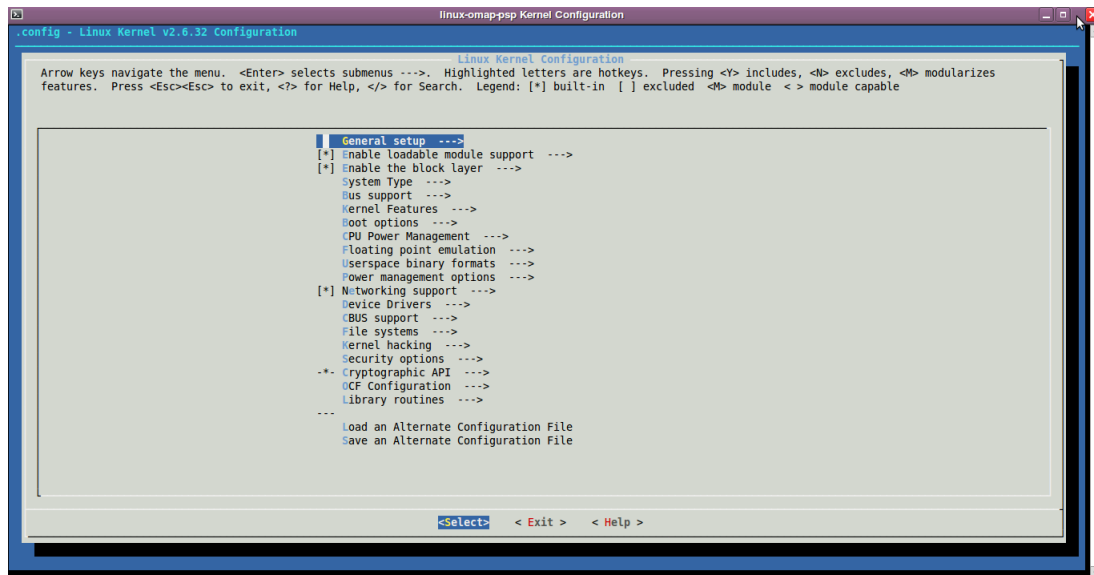 linux-omap-psp Kernel Configuration
.config - Linux Kernel v2.6.32 Configuration
Linux Kernel Configuration
Arrow keys navigate the menu.  <Enter> selects submenus --->.  Highlighted letters are hotkeys.  Pressing <Y> includes, <N> excludes, <M> modularizes
features.  Press <Esc><Esc> to exit, <?> for Help, </> for Search.  Legend: [*] built-in  [ ] excluded  <M> module  < > module capable
General setup  --->
[*] Enable loadable module support  --->
[*] Enable the block layer  --->
System Type  --->
Bus support  --->
Kernel Features  --->
Boot options  --->
CPU Power Management  --->
Floating point emulation  --->
Userspace binary formats  --->
Power management options  --->
[*] Networking support  --->
Device Drivers  --->
CBUS support  --->
File systems  --->
Kernel hacking  --->
Security options  --->
-*- Cryptographic API  --->
OCF Configuration  --->
Library routines  --->
---
Load an Alternate Configuration File
Save an Alternate Configuration File
<Select>    < Exit >    < Help >